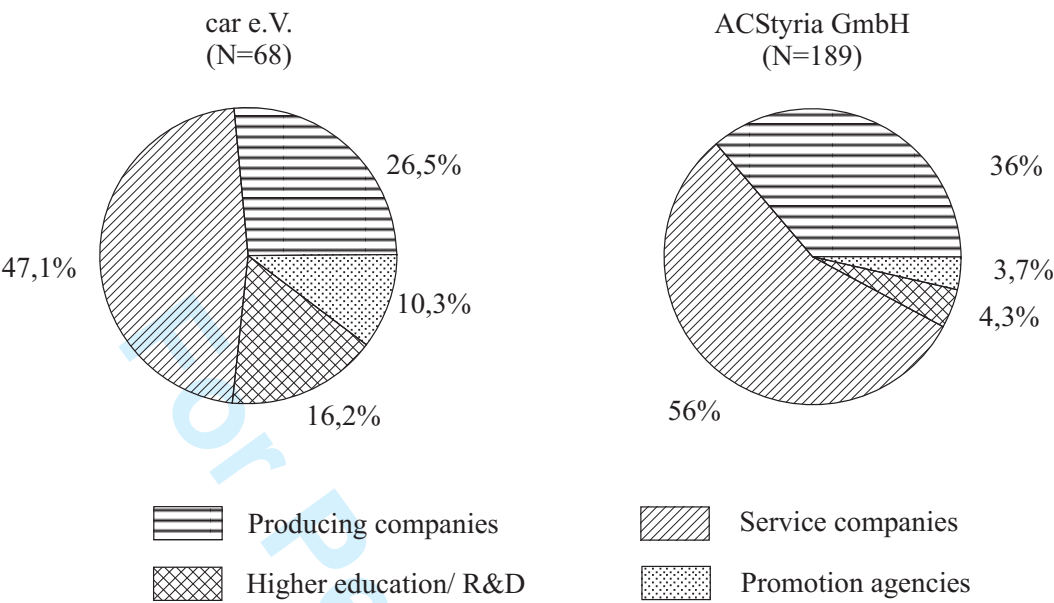 car e.V.
(N=68)
ACStyria GmbH
(N=189)
26,5%
47,1%
10,3%
16,2%
36%
3,7%
4,3%
56%
Producing companies
Service companies
Higher education/ R&D
Promotion agencies
For Pe